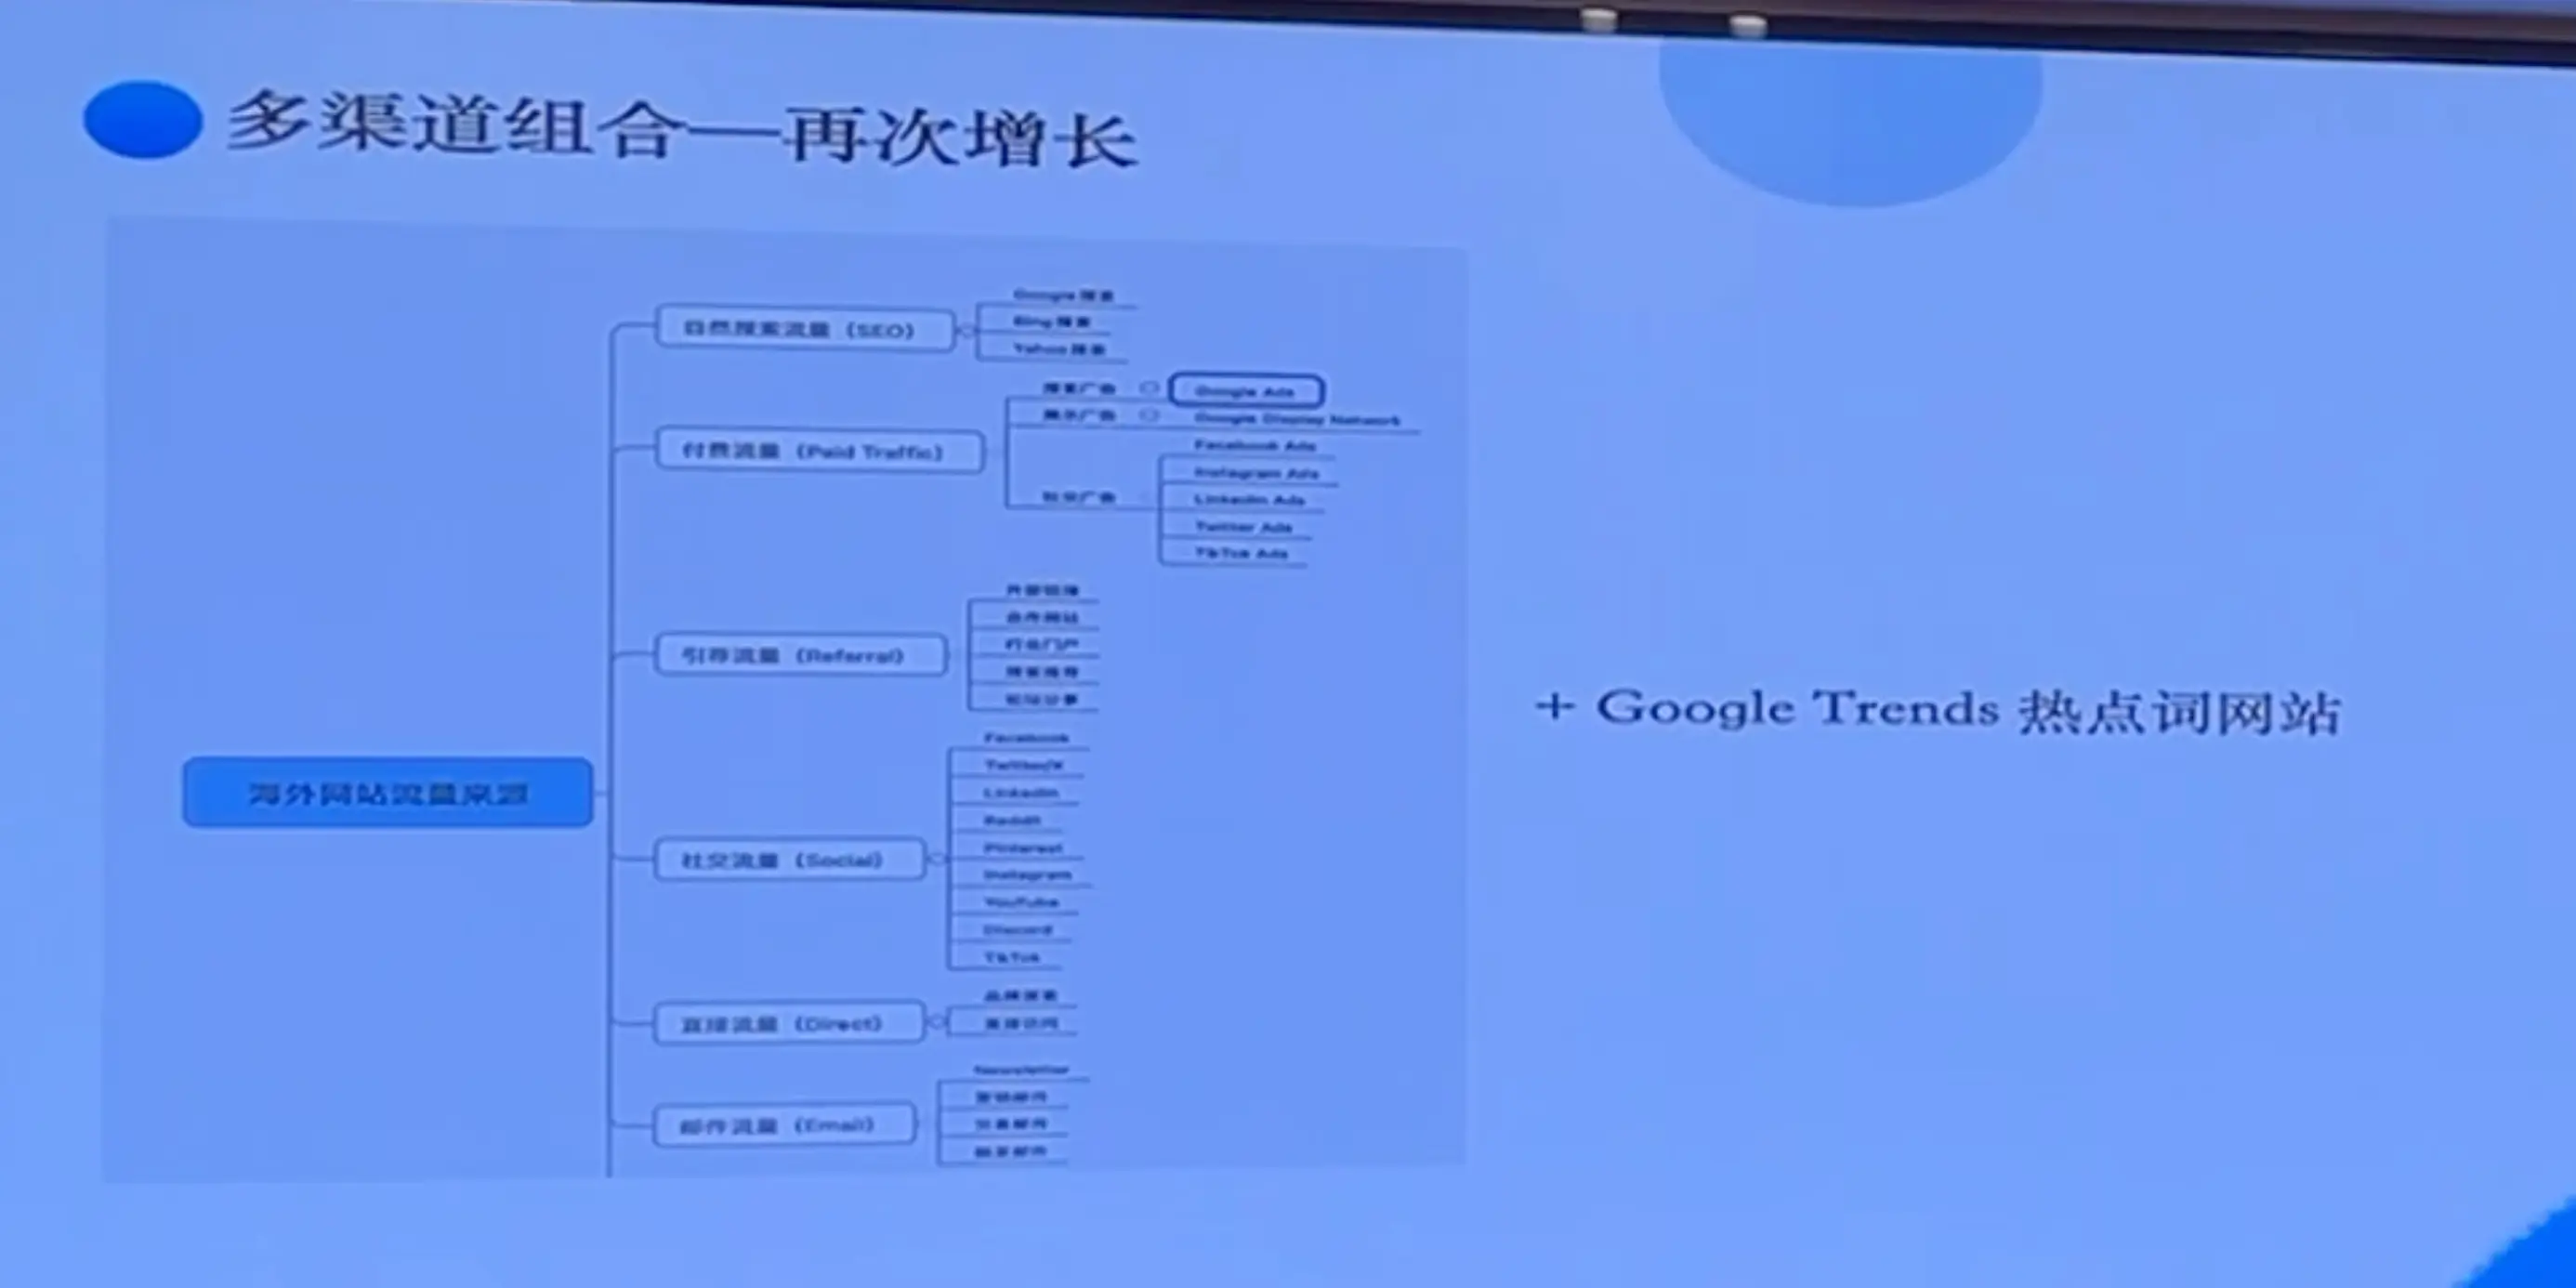 多渠道组合—再次增长
自然搜索流量（SEO）
Google 搜索
Bing 搜索
Yahoo 搜索
付费流量（Paid Traffic）
搜索广告
Google Ads
展示广告
Google Display Network
社交广告
Facebook Ads
Instagram Ads
LinkedIn Ads
Twitter Ads
TikTok Ads
引荐流量（Referral）
外部链接
合作网站
行业门户
博客推荐
+ Google Trends 热点词网站
海外网站流量来源
社交流量（Social）
Facebook
Twitter/X
LinkedIn
Reddit
Pinterest
Instagram
YouTube
Discord
TikTok
直接流量（Direct）
品牌搜索
直接访问
邮件流量（Email）
Newsletter
营销邮件